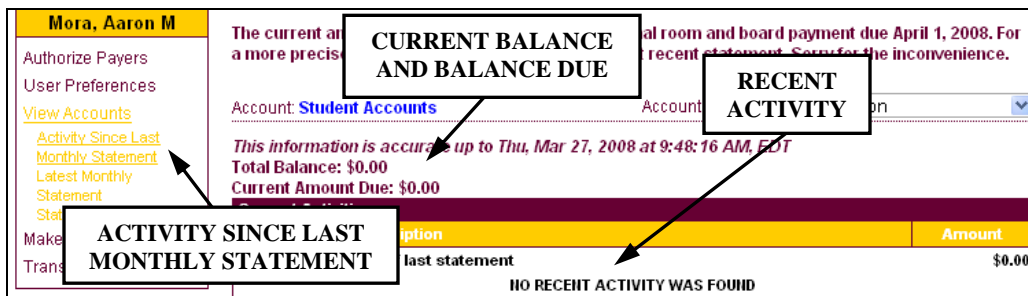 Mora, Aaron M
Authorize Payers
User Preferences
View Accounts
Activity Since Last
Monthly Statement
Latest Monthly
Statement
Make
The current al room and board payment due April 1, 2008. For
a more precise recent statement. Sorry for the inconvenience.
CURRENT BALANCE
AND BALANCE DUE
RECENT
ACTIVITY
Account: Student Accounts Account
This information is accurate up to Thu, Mar 27, 2008 at 9:48:16 AM, EDT
Total Balance: $0.00
Current Amount Due: $0.00
ACTIVITY SINCE LAST
MONTHLY STATEMENT
Amount
last statement $0.00
NO RECENT ACTIVITY WAS FOUND